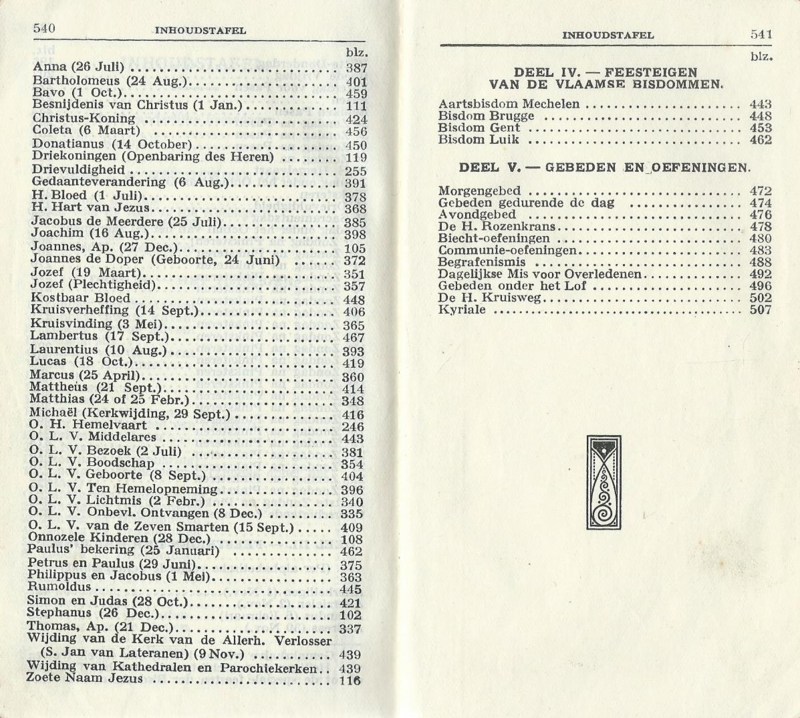 540 INHOUDSTAFEL
blz.
Anna (26 Juli) 387
Bartholomeus (24 Aug.) 401
Bavo (1 Oct.) 459
Besnijdenis van Christus (1 Jan.) 111
Christus-Koning 424
Coleta (6 Maart) 456
Donatianus (14 October) 450
Driekoningen (Openbaring des Heren) 119
Drievuldigheid 255
Gedaanteverandering (6 Aug.) 391
H. Bloed (1 Juli) 378
H. Hart van Jezus 368
Jacobus de Meerdere (25 Juli) 385
Joachim (16 Aug.) 398
Joannes, Ap. (27 Dec.) 105
Joannes de Doper (Geboorte, 24 Juni) 372
Jozef (19 Maart) 351
Jozef (Plechtigheid) 357
Kostbaar Bloed 448
Kruisverheffing (14 Sept.) 406
Kruisvinding (3 Mei) 365
Lambertus (17 Sept.) 467
Laurentius (10 Aug.) 393
Lucas (18 Oct.) 419
Marcus (25 April) 360
Mattheüs (21 Sept.) 414
Matthias (24 of 25 Febr.) 348
Michaël (Kerkwijding, 29 Sept.) 416
O. H. Hemelvaart 246
O. L. V. Middelares 443
O. L. V. Bezoek (2 Juli) 381
O. L. V. Boodschap 354
O. L. V. Geboorte (8 Sept.) 404
O. L. V. Ten Hemelopneming 396
O. L. V. Lichtmis (2 Febr.) 340
O. L. V. Onbevl. Ontvangen (8 Dec.) 335
O. L. V. van de Zeven Smarten (15 Sept.) 409
Onnozele Kinderen (28 Dec.) 108
Paulus' bekering (25 Januari) 462
Petrus en Paulus (29 Juni) 375
Philippus en Jacobus (1 Mei) 363
Rumoldus 445
Simon en Judas (28 Oct.) 421
Stephanus (26 Dec.) 102
Thomas, Ap. (21 Dec.) 337
Wijding van de Kerk van de Allerh. Verlosser
(S. Jan van Lateranen) (9 Nov.) 439
Wijding van Kathedralen en Parochiekerken 439
Zoete Naam Jezus 116
INHOUDSTAFEL 541
blz.
DEEL IV. — FEESTEIGEN
VAN DE VLAAMSE BISDOMMEN.
Aartsbisdom Mechelen 443
Bisdom Brugge 448
Bisdom Gent 453
Bisdom Luik 462
DEEL V. — GEBEDEN EN OEFENINGEN.
Morgengebed 472
Gebeden gedurende de dag 474
Avondgebed 476
De H. Rozenkrans 478
Biecht-oefeningen 480
Communie-oefeningen 483
Begrafenismis 488
Dagelijkse Mis voor Overledenen 492
Gebeden onder het Lof 496
De H. Kruisweg 502
Kyriale 507